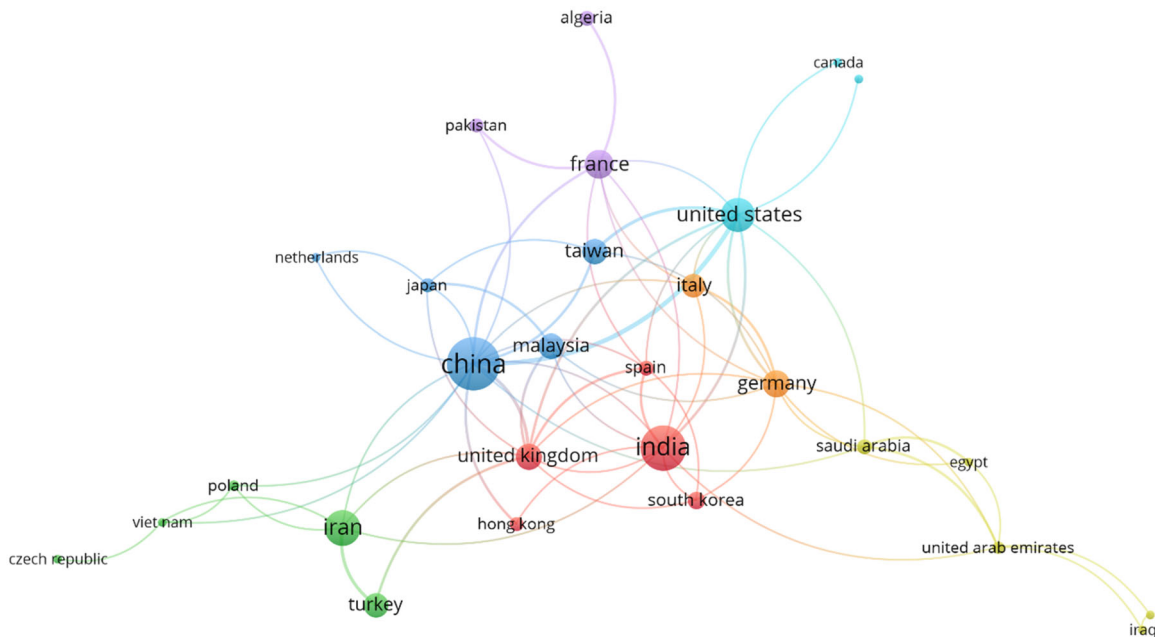 algeria
canada
pakistan
france
united states
taiwan
netherlands
japan
italy
malaysia
china
spain
germany
india
saudi arabia
united kingdom
egypt
poland
south korea
viet nam
hong kong
iran
united arab emirates
czech republic
turkey
iraq